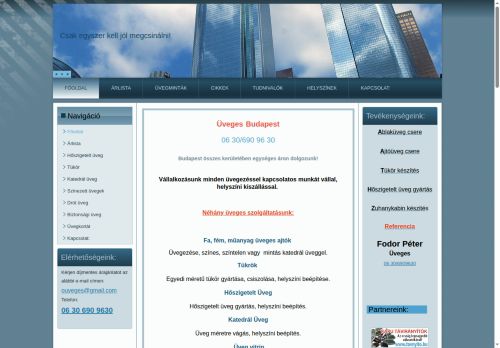 Csak egyszer kell jól megcsinálni!
FŐOLDAL
ÁRLISTA
ÜVEGMINTÁK
CIKKEK
TUDNIVALÓK
HELYSZÍNEK
KAPCSOLAT
Navigáció
Főoldal
Árlista
Hőszigetelt üveg
Tükör
Katedrál üveg
Színezett üvegek
Drót üveg
Biztonsági üveg
Üvegkorlát
Kapcsolat
Elérhetőségeink:
Kérjen díjmentes árajánlatot az
alábbi e-mail címen:
ouveges@gmail.com
Telefon:
06 30 690 9630
Üveges Budapest
06 30/690 96 30
Budapest összes kerületében egységes áron dolgozunk!
Vállalkozásunk minden üvegezéssel kapcsolatos munkát vállal,
helyszíni kiszállással.
Néhány üveges szolgáltatásunk:
Fa, fém, műanyag üveges ajtók
Üvegezése, színes, színtelen vagy mintás katedrál üveggel.
Tükrök
Egyedi méretű tükör gyártása, csiszolása, helyszíni beépítése.
Hőszigetelt Üveg
Hőszigetelt üveg gyártás, helyszíni beépítés.
Katedrál Üveg
Üveg méretre vágás, helyszíni beépítés.
Üveg vitrin
Tevékenységeink:
Ablaküveg csere
Ajtóüveg csere
Tükör készítés
Hőszigetelt üveg gyártás
Zuhanykabin készítés
Referencia
Fodor Péter
Üveges
06 306909630
Partnereink: